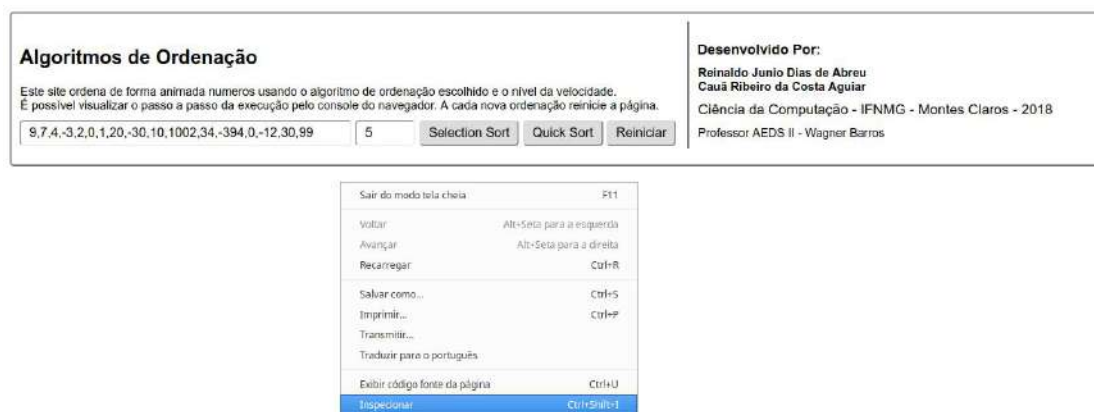 Algoritmos de Ordenação
Este site ordena de forma animada numeros usando o algoritmo de ordenação escolhido e o nível da velocidade.
É possivel visualizar o passo a passo da execução pelo console do navegador. A cada nova ordenação reinicie a página.
9,7,4,-3,2,0,1,20,-30,10,1002,34,-394,0,-12,30,99
5
Selection Sort
Quick Sort
Reiniciar
Desenvolvido Por:
Reinaldo Junio Dias de Abreu
Cauã Ribeiro da Costa Aguiar
Ciência da Computação - IFNMG - Montes Claros - 2018
Professor AEDS II - Wagner Barros
Sair do modo tela cheia F11
Voltar Alt+Seta para a esquerda
Avançar Alt+Seta para a direita
Recarregar Ctrl+R
Salvar como... Ctrl+S
Imprimir... Ctrl+P
Transmitir...
Traduzir para o português
Exibir código fonte da página Ctrl+U
Inspecionar Ctrl+Shift+I